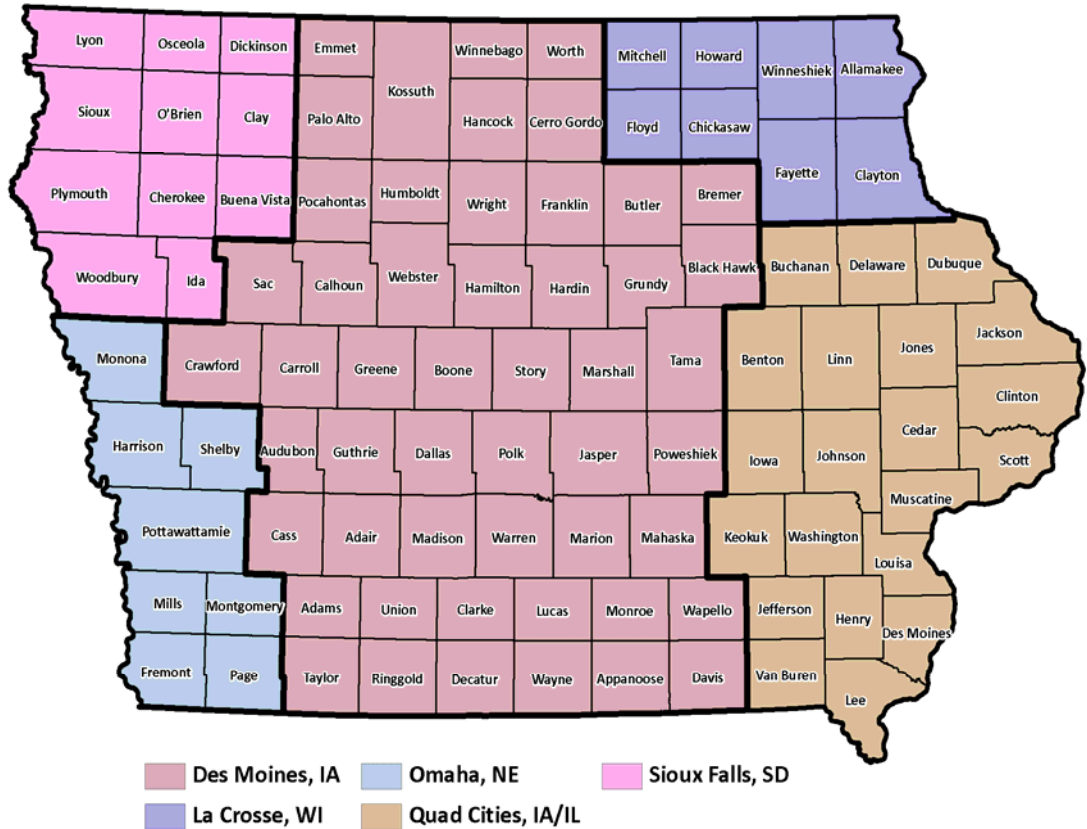 Lyon Osceola Dickinson Emmet Winnebago Worth Mitchell Howard Winneshiek Allamakee
Sioux O'Brien Clay Palo Alto Kossuth Hancock Cerro Gordo Floyd Chickasaw
Plymouth Cherokee Buena Vista Pocahontas Humboldt Wright Franklin Butler Bremer Fayette Clayton
Woodbury Ida Sac Calhoun Webster Hamilton Hardin Grundy Black Hawk Buchanan Delaware Dubuque
Monona Crawford Carroll Greene Boone Story Marshall Tama Benton Linn Jones Jackson
Harrison Shelby Audubon Guthrie Dallas Polk Jasper Poweshiek Iowa Johnson Cedar Clinton
Scott
Muscatine
Pottawattamie Cass Adair Madison Warren Marion Mahaska Keokuk Washington Louisa
Mills Montgomery Adams Union Clarke Lucas Monroe Wapello Jefferson Henry Des Moines
Fremont Page Taylor Ringgold Decatur Wayne Appanoose Davis Van Buren Lee
Des Moines, IA Omaha, NE Sioux Falls, SD
La Crosse, WI Quad Cities, IA/IL